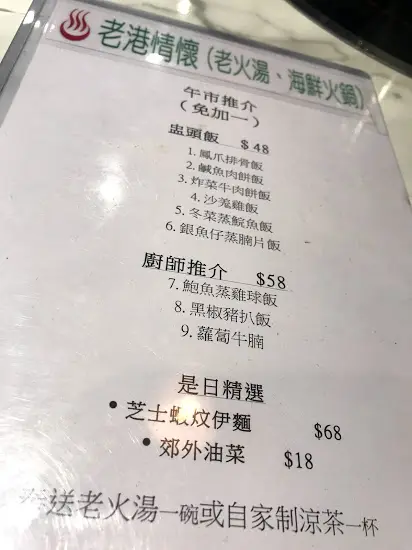 老港情懷 (老火湯、海鮮火鍋)
午市推介
(免加一)
盅頭飯 $48
1. 鳳爪排骨飯
2. 鹹魚肉餅飯
3. 炸菜牛肉餅飯
4. 沙薑雞飯
5. 冬菜蒸鯇魚飯
6. 銀魚仔蒸腩片飯
廚師推介 $58
7. 鮑魚蒸雞球飯
8. 黑椒豬扒飯
9. 蘿蔔牛腩
是日精選
• 芝士蝦炆伊麵 $68
• 郊外油菜 $18
送老火湯一碗或自家制涼茶一杯